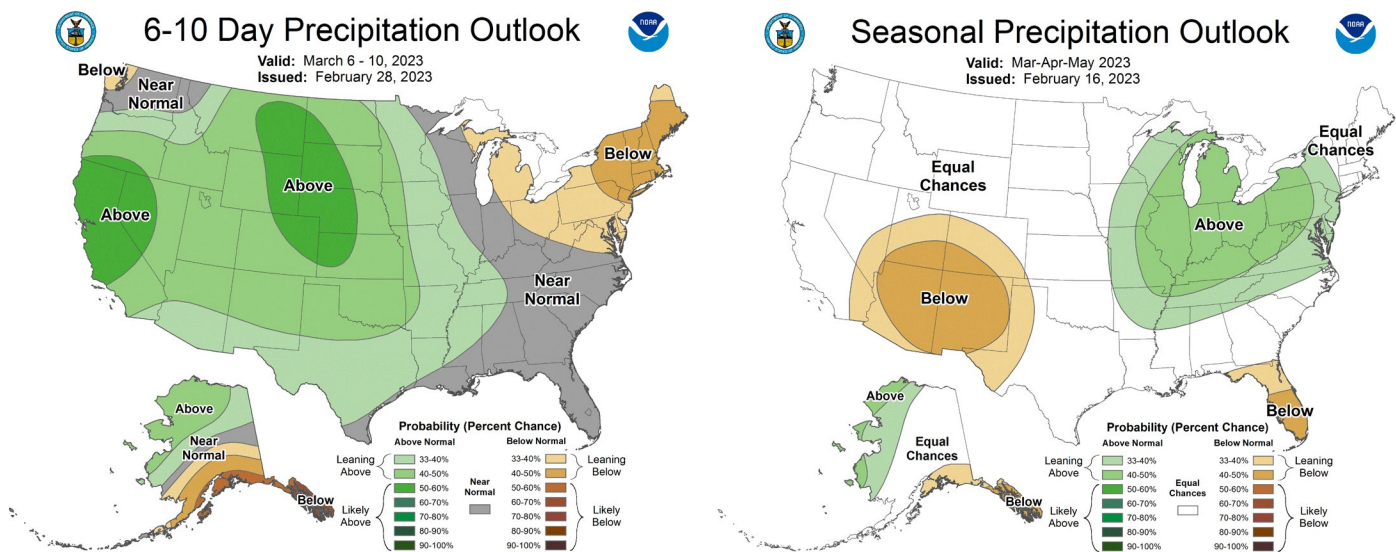 6-10 Day Precipitation Outlook
Valid: March 6 - 10, 2023
Issued: February 28, 2023
NOAA
Below
Near
Normal
Above
Above
Below
Near
Normal
Above
Near
Normal
Below
Probability (Percent Chance)
Above Normal
Below Normal
Leaning
Above
33-40%
40-50%
Near
Normal
33-40%
40-50%
Leaning
Below
Likely
Above
50-60%
60-70%
70-80%
80-90%
90-100%
50-60%
60-70%
70-80%
80-90%
90-100%
Likely
Below
Seasonal Precipitation Outlook
Valid: Mar-Apr-May 2023
Issued: February 16, 2023
NOAA
Equal
Chances
Equal
Chances
Above
Below
Below
Above
Equal
Chances
Below
Probability (Percent Chance)
Above Normal
Below Normal
Leaning
Above
33-40%
40-50%
Equal
Chances
33-40%
40-50%
Leaning
Below
Likely
Above
50-60%
60-70%
70-80%
80-90%
90-100%
50-60%
60-70%
70-80%
80-90%
90-100%
Likely
Below